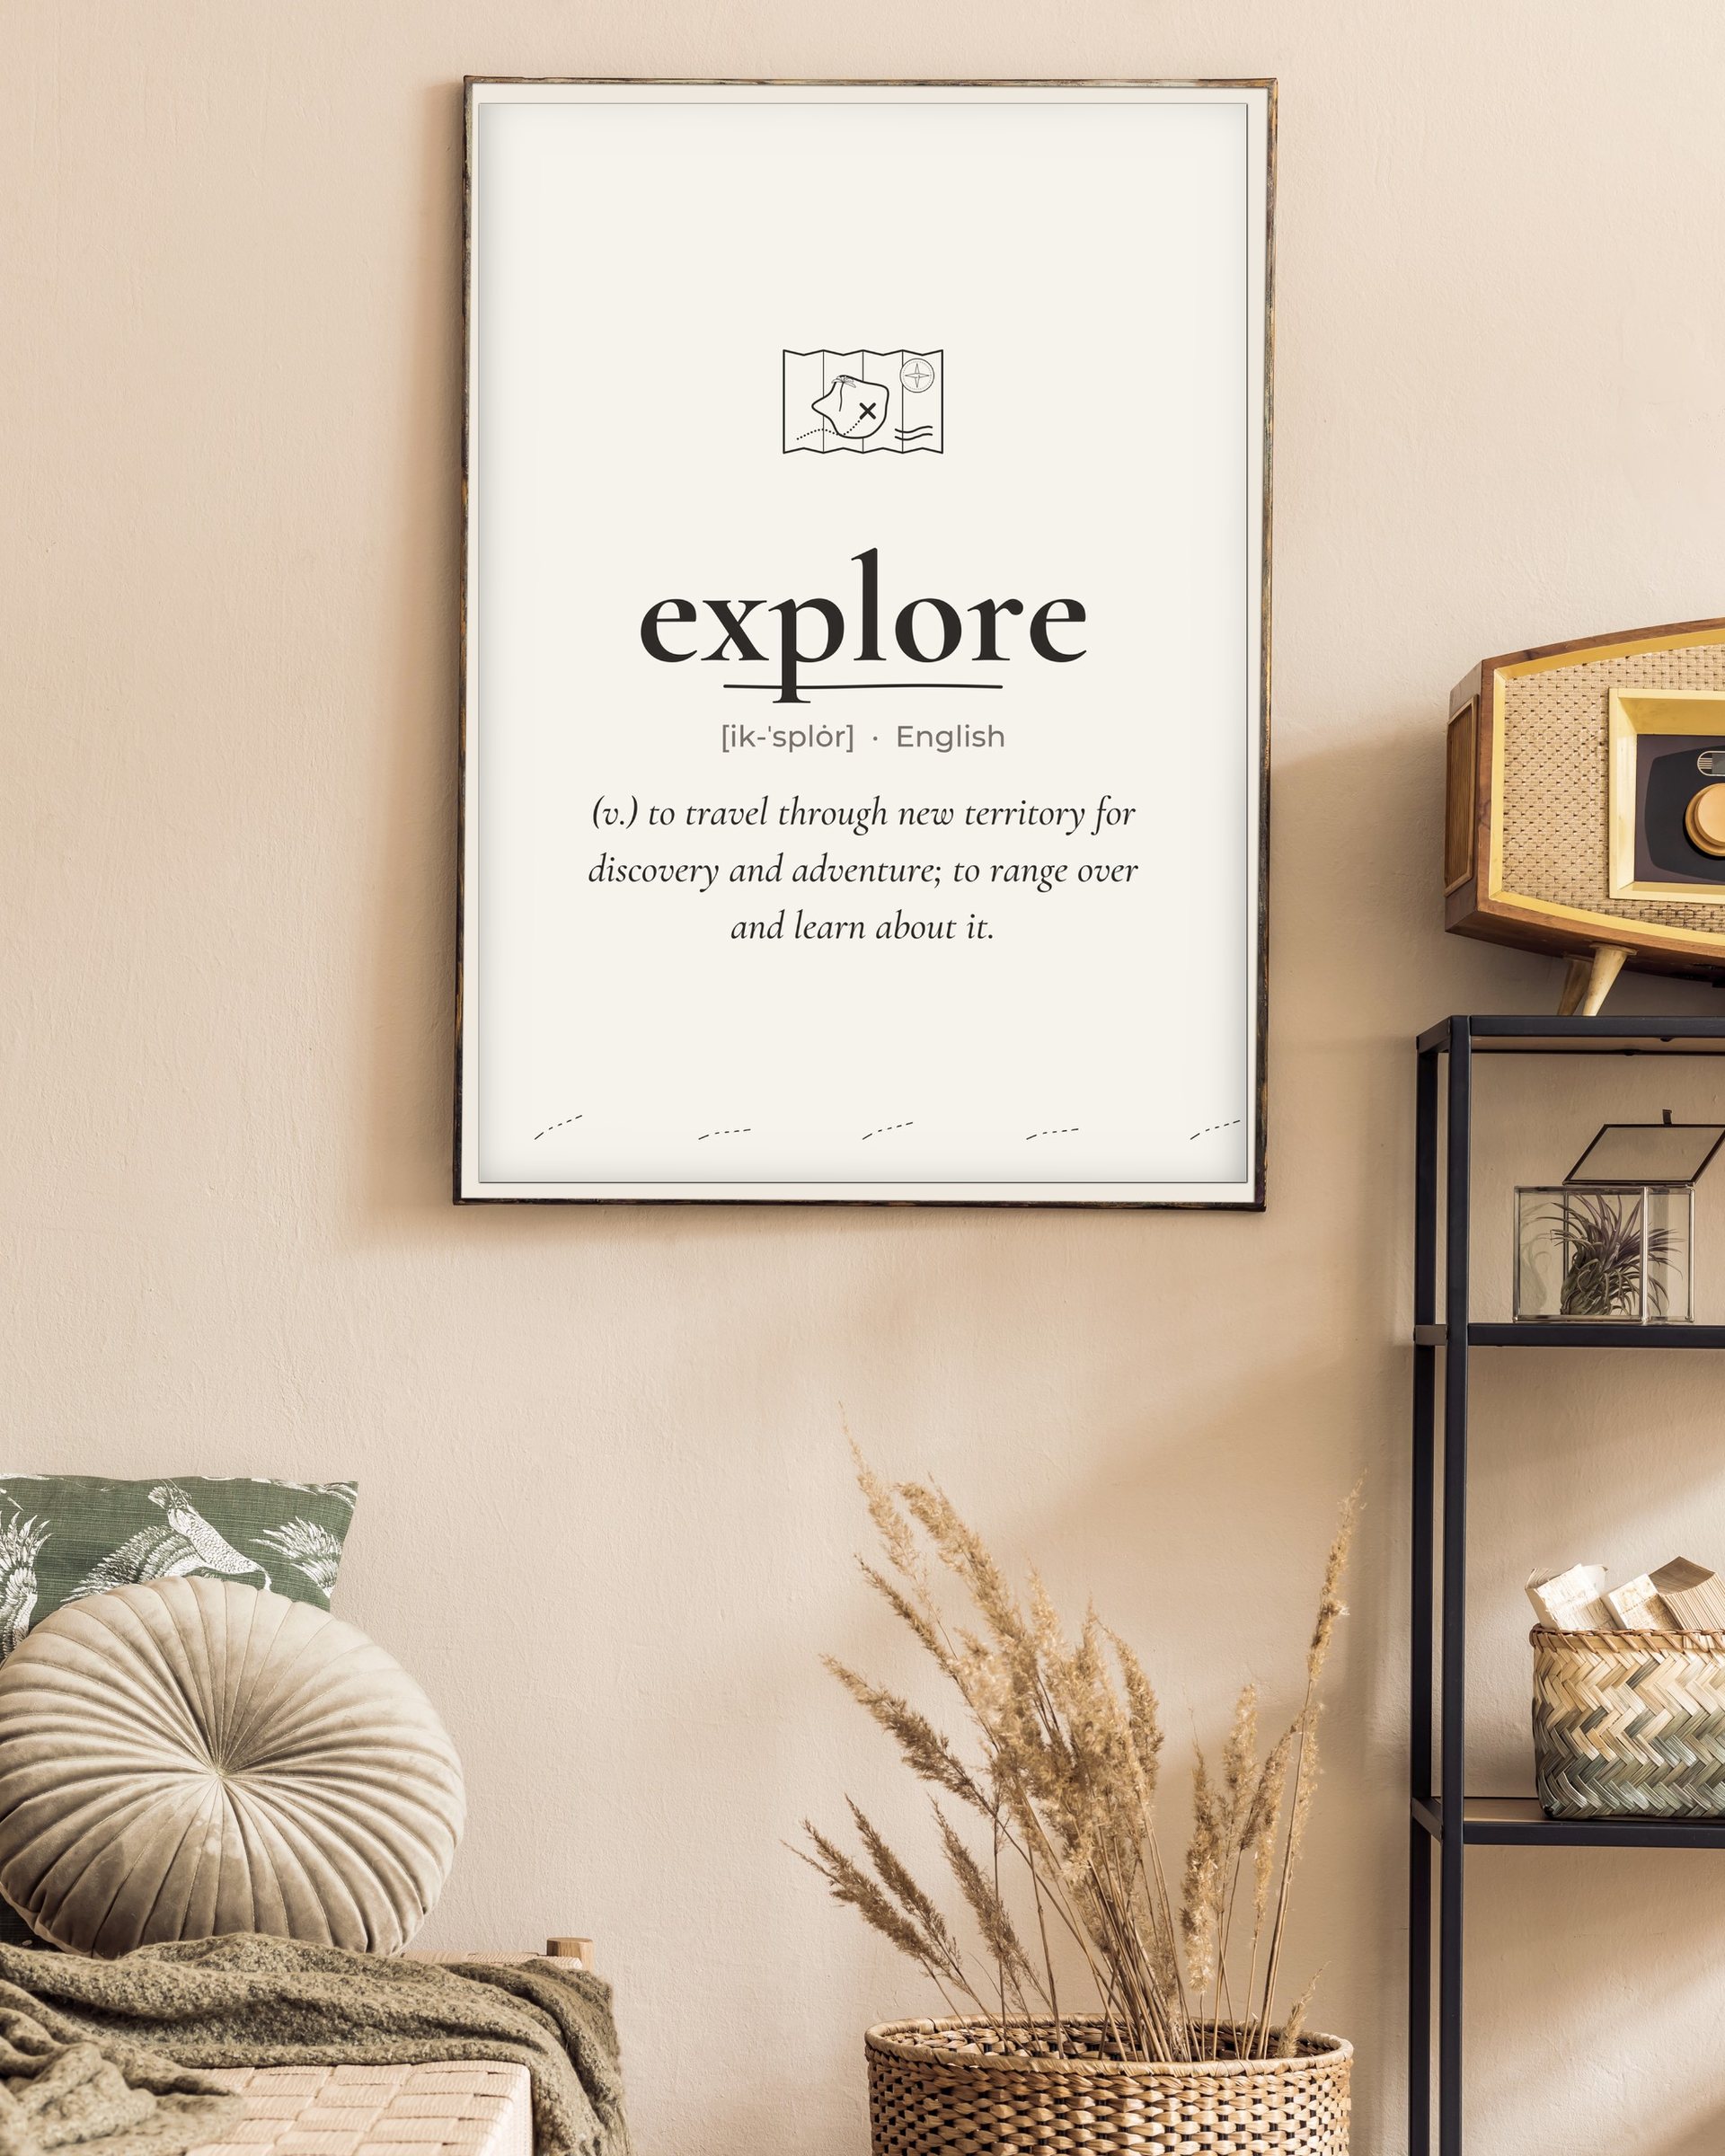 explore
[ik-ˈsplȯr] · English
(v.) to travel through new territory for
discovery and adventure; to range over
and learn about it.